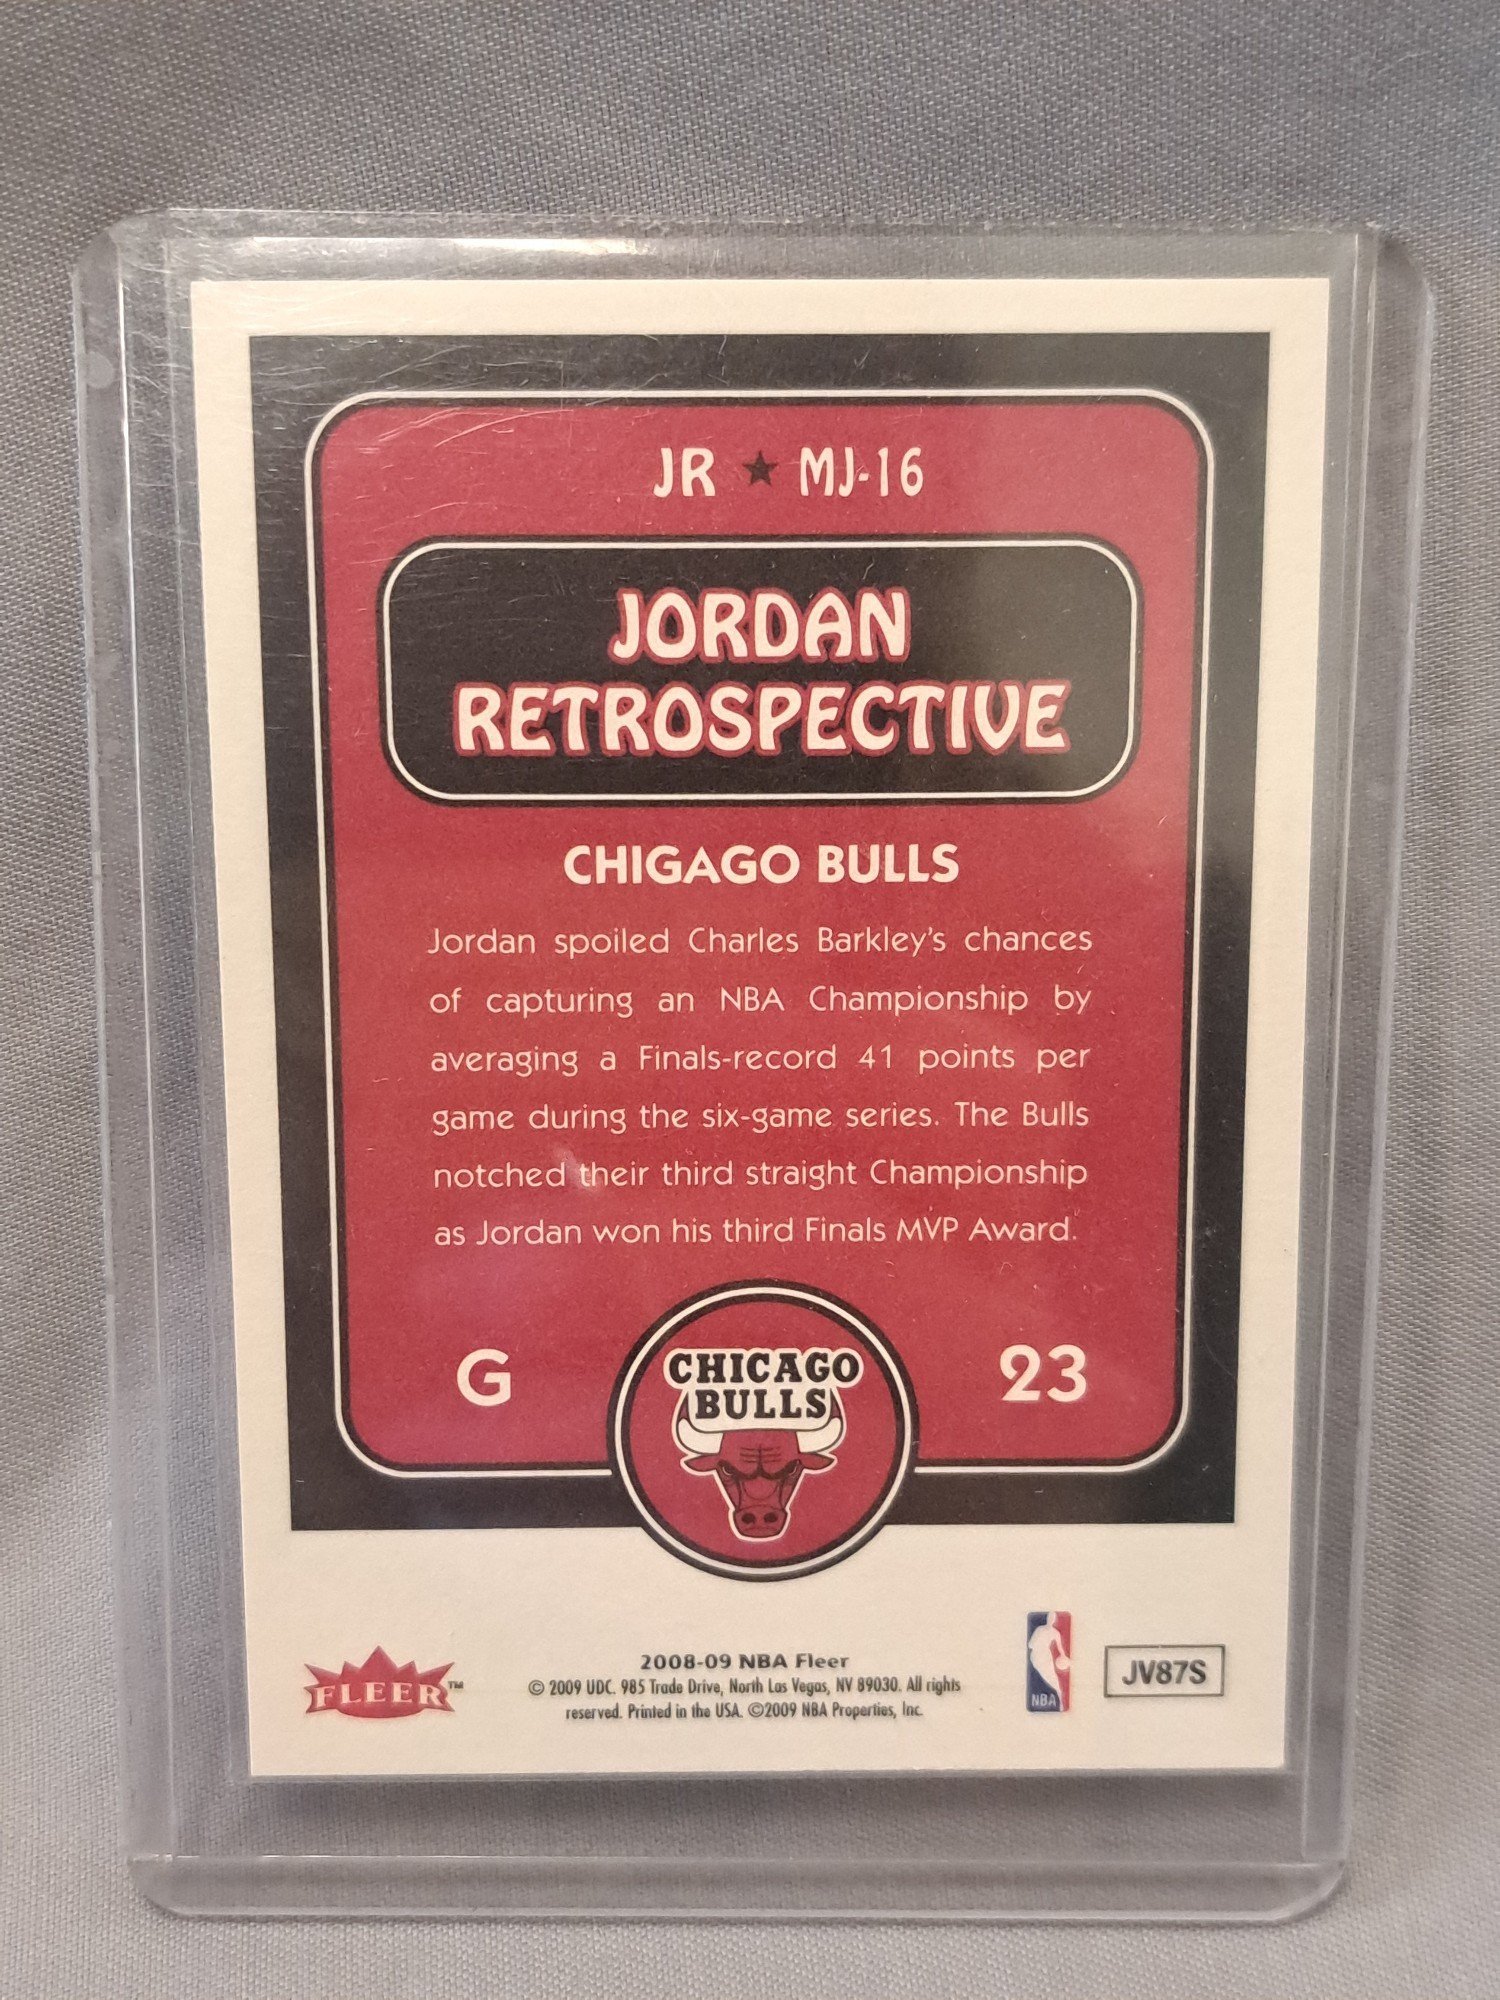 JR ★ MJ-16
JORDAN
RETROSPECTIVE
CHIGAGO BULLS
Jordan spoiled Charles Barkley's chances
of capturing an NBA Championship by
averaging a Finals-record 41 points per
game during the six-game series. The Bulls
notched their third straight Championship
as Jordan won his third Finals MVP Award.
G
23
CHICAGO
BULLS
FLEER™
2008-09 NBA Fleer
© 2009 UDC. 985 Trade Drive, North Las Vegas, NV 89030. All rights
reserved. Printed in the USA. ©2009 NBA Properties, Inc.
NBA
JV87S